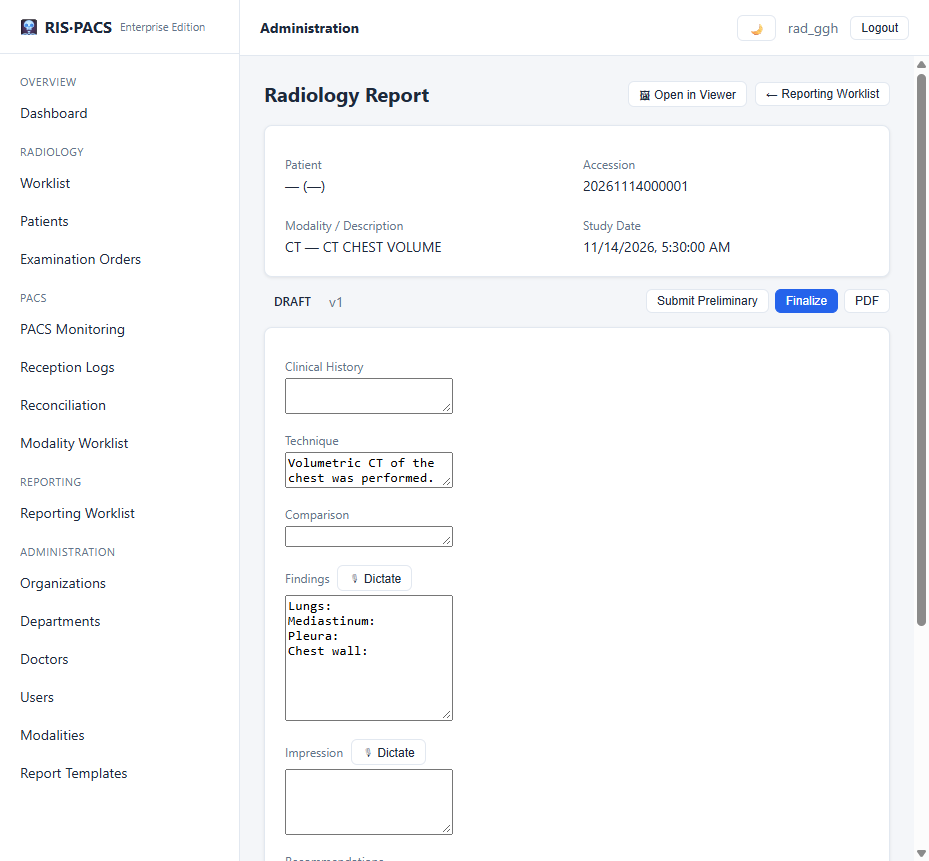 RIS·PACS Enterprise Edition
Administration
rad_ggh
Logout
OVERVIEW
Dashboard
RADIOLOGY
Worklist
Patients
Examination Orders
PACS
PACS Monitoring
Reception Logs
Reconciliation
Modality Worklist
REPORTING
Reporting Worklist
ADMINISTRATION
Organizations
Departments
Doctors
Users
Modalities
Report Templates
Radiology Report
Open in Viewer
← Reporting Worklist
Patient
— (—)
Accession
20261114000001
Modality / Description
CT — CT CHEST VOLUME
Study Date
11/14/2026, 5:30:00 AM
DRAFT v1
Submit Preliminary
Finalize
PDF
Clinical History
Technique
Volumetric CT of the
chest was performed.
Comparison
Findings
Dictate
Lungs:
Mediastinum:
Pleura:
Chest wall:
Impression
Dictate